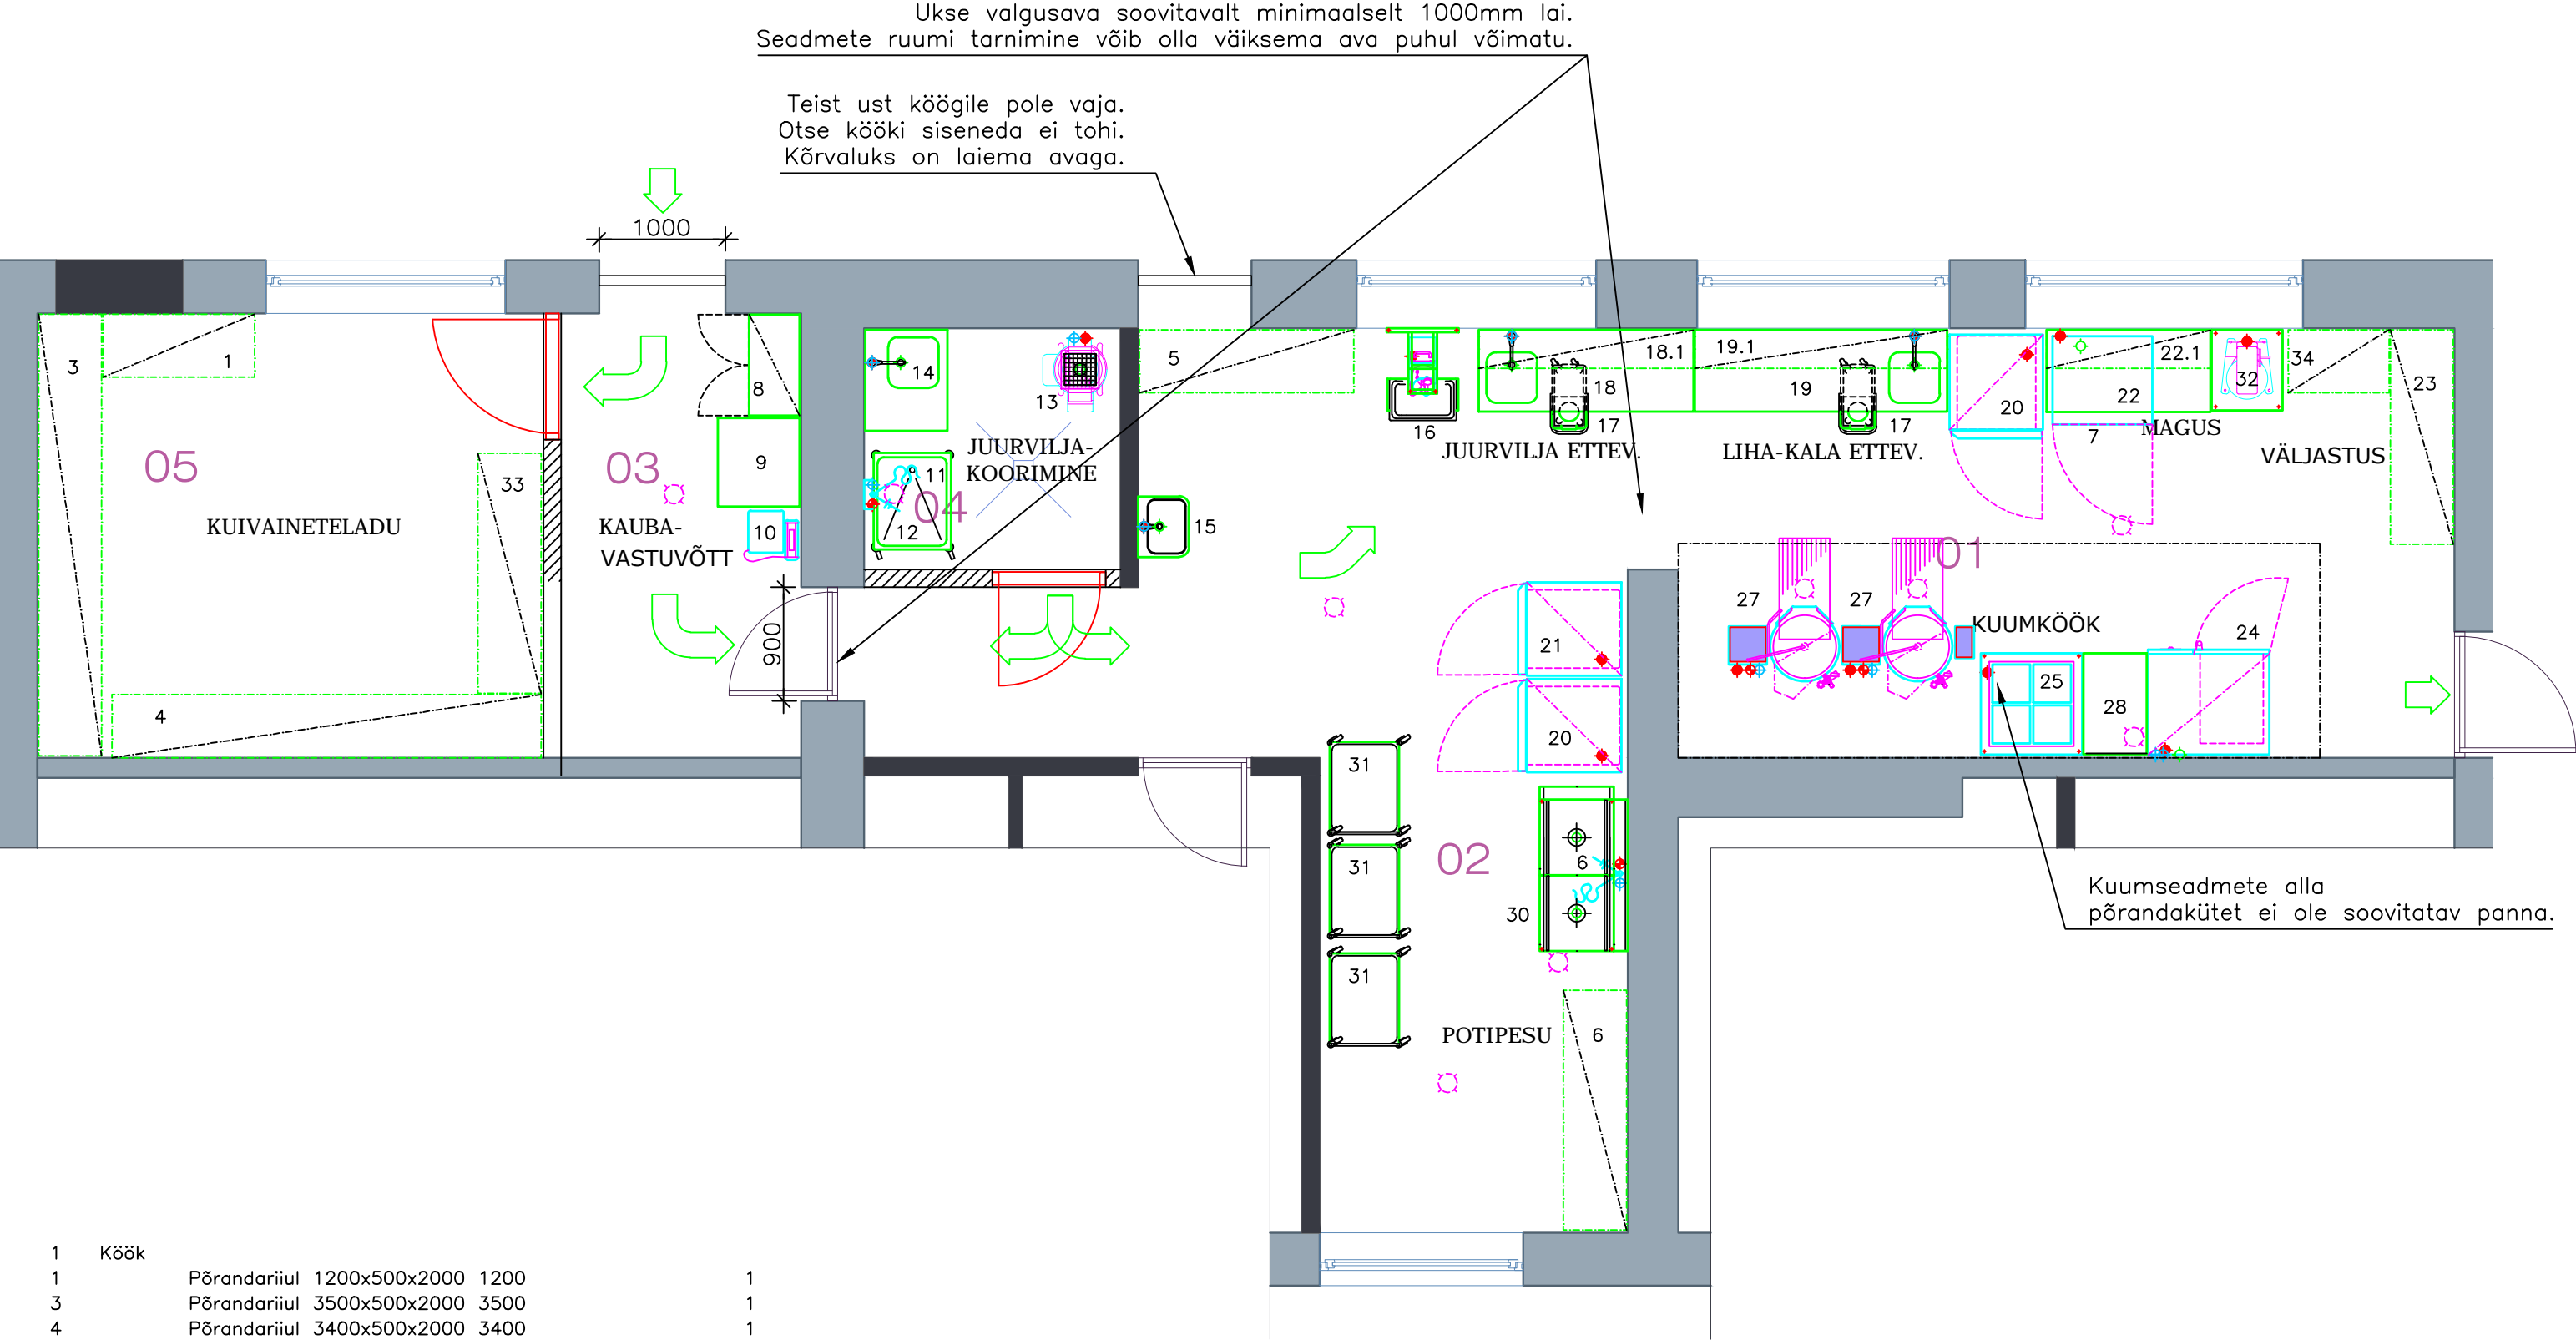 Ukse valgusava soovitavalt minimaalselt 1000mm lai.
Seadmete ruumi tarnimine võib olla väiksema ava puhul võimatu.
Teist ust köögile pole vaja.
Otse kööki siseneda ei tohi.
Kõrvaluks on laiema avaga.
1000
3
1
8
14
13
5
16
18.1
18
17
19.1
19
17
20
7
22.1
22
32
34
23
MAGUS
VÄLJASTUS
05
33
KUIVAINETELADU
03
9
10
KAUBA-
VASTUVÕTT
JUURVILJA-
KOORIMINE
11
04
12
15
JUURVILJA ETTEV.
LIHA-KALA ETTEV.
01
27
27
KUUMKÖÖK
24
25
28
900
4
21
20
31
31
31
02
6
30
POTIPESU
6
Kuumseadmete alla
põrandakütet ei ole soovitatav panna.
1 Köök
1 Põrandariiul 1200x500x2000 1200 1
3 Põrandariiul 3500x500x2000 3500 1
4 Põrandariiul 3400x500x2000 3400 1